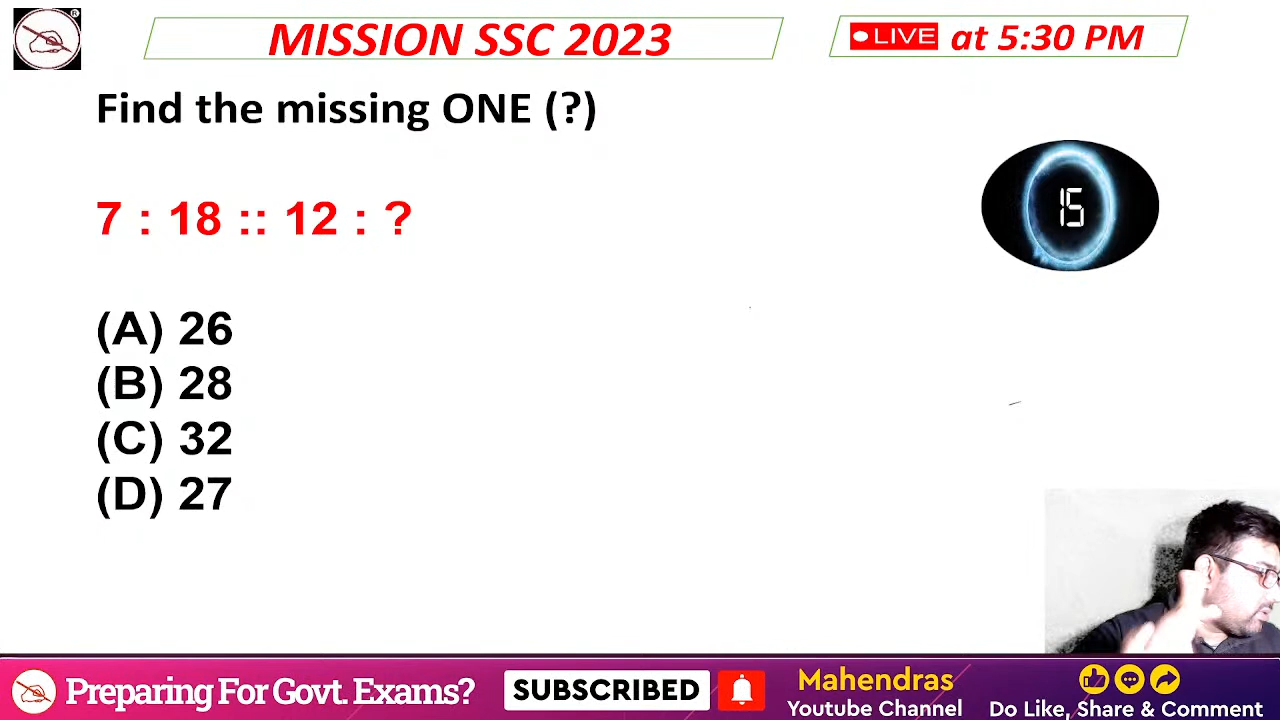 MISSION SSC 2023
LIVE at 5:30 PM
Find the missing ONE (?)
15
7 : 18 :: 12 : ?
(A) 26
(B) 28
(C) 32
(D) 27
Preparing For Govt. Exams?
SUBSCRIBED
Mahendras
Youtube Channel
Do Like, Share & Comment